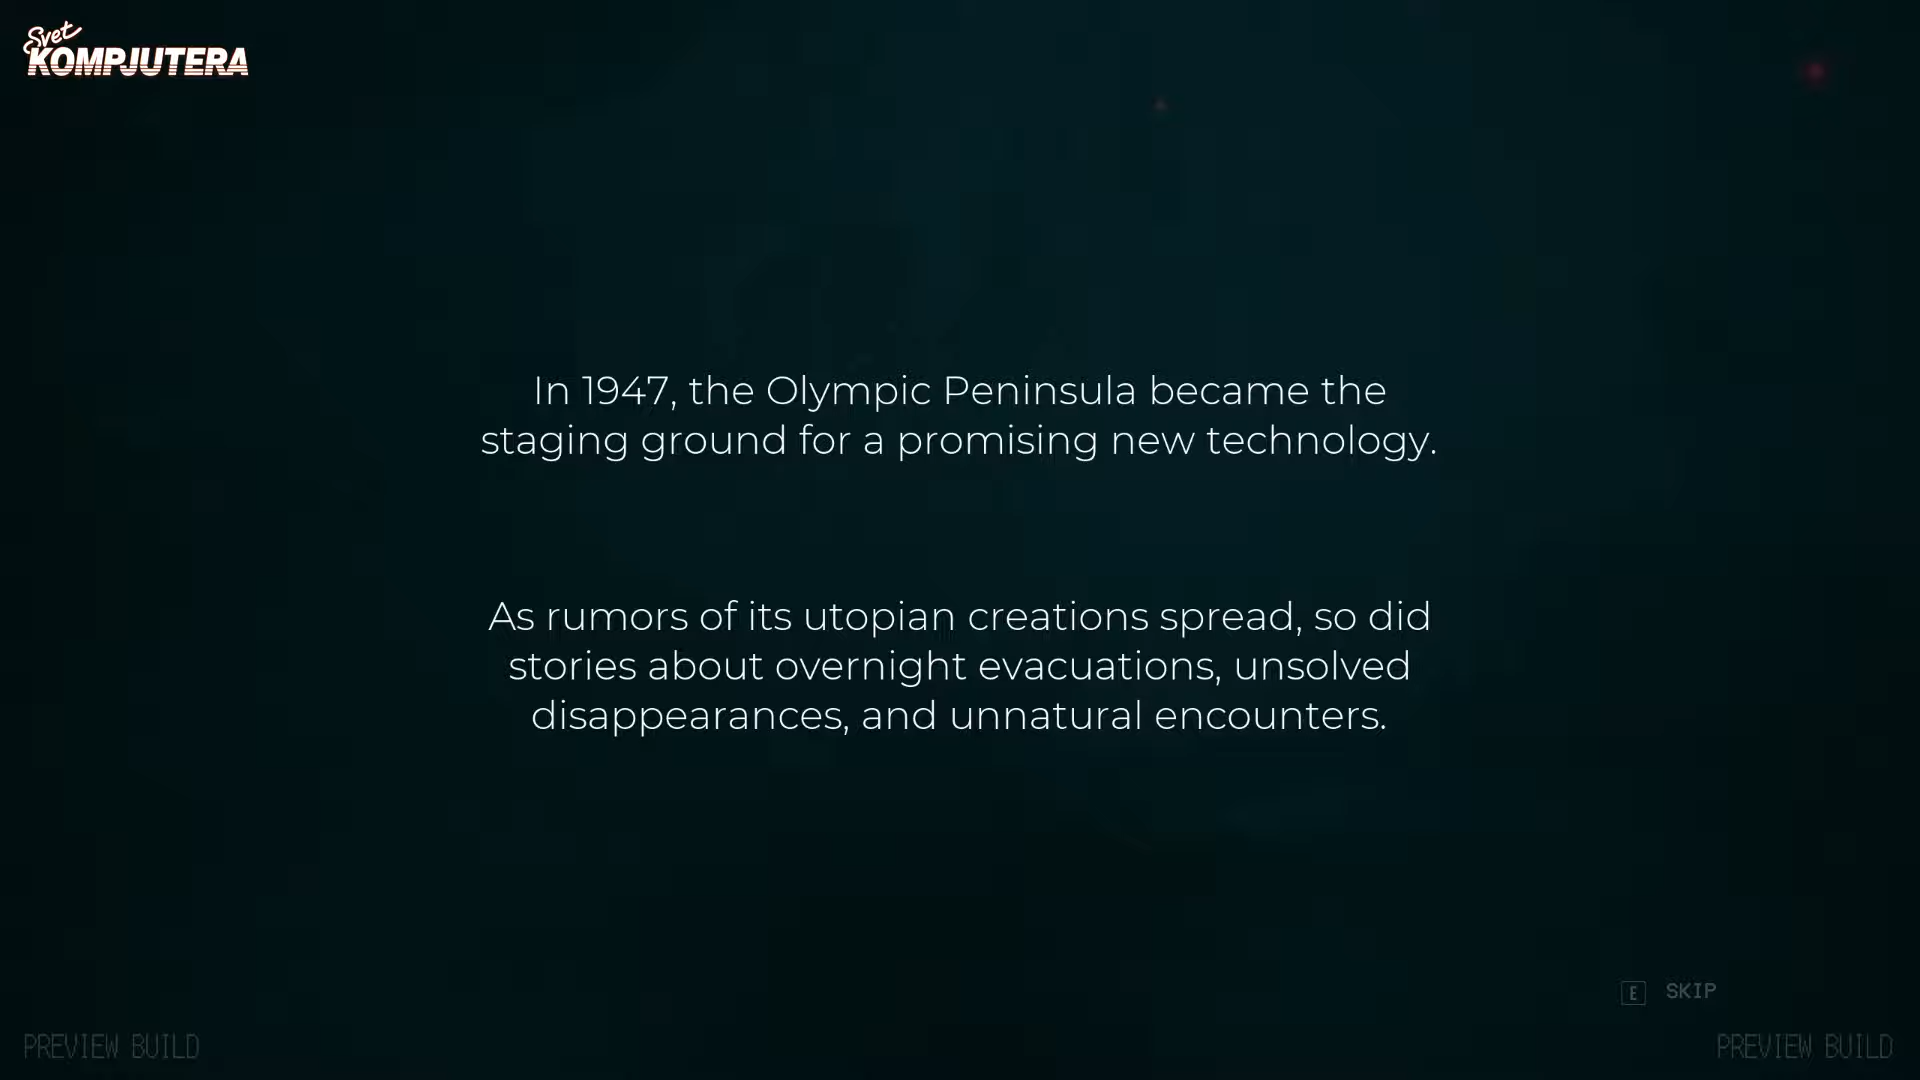 Svet
KOMPJUTERA
In 1947, the Olympic Peninsula became the
staging ground for a promising new technology.
As rumors of its utopian creations spread, so did
stories about overnight evacuations, unsolved
disappearances, and unnatural encounters.
E SKIP
PREVIEW BUILD
PREVIEW BUILD